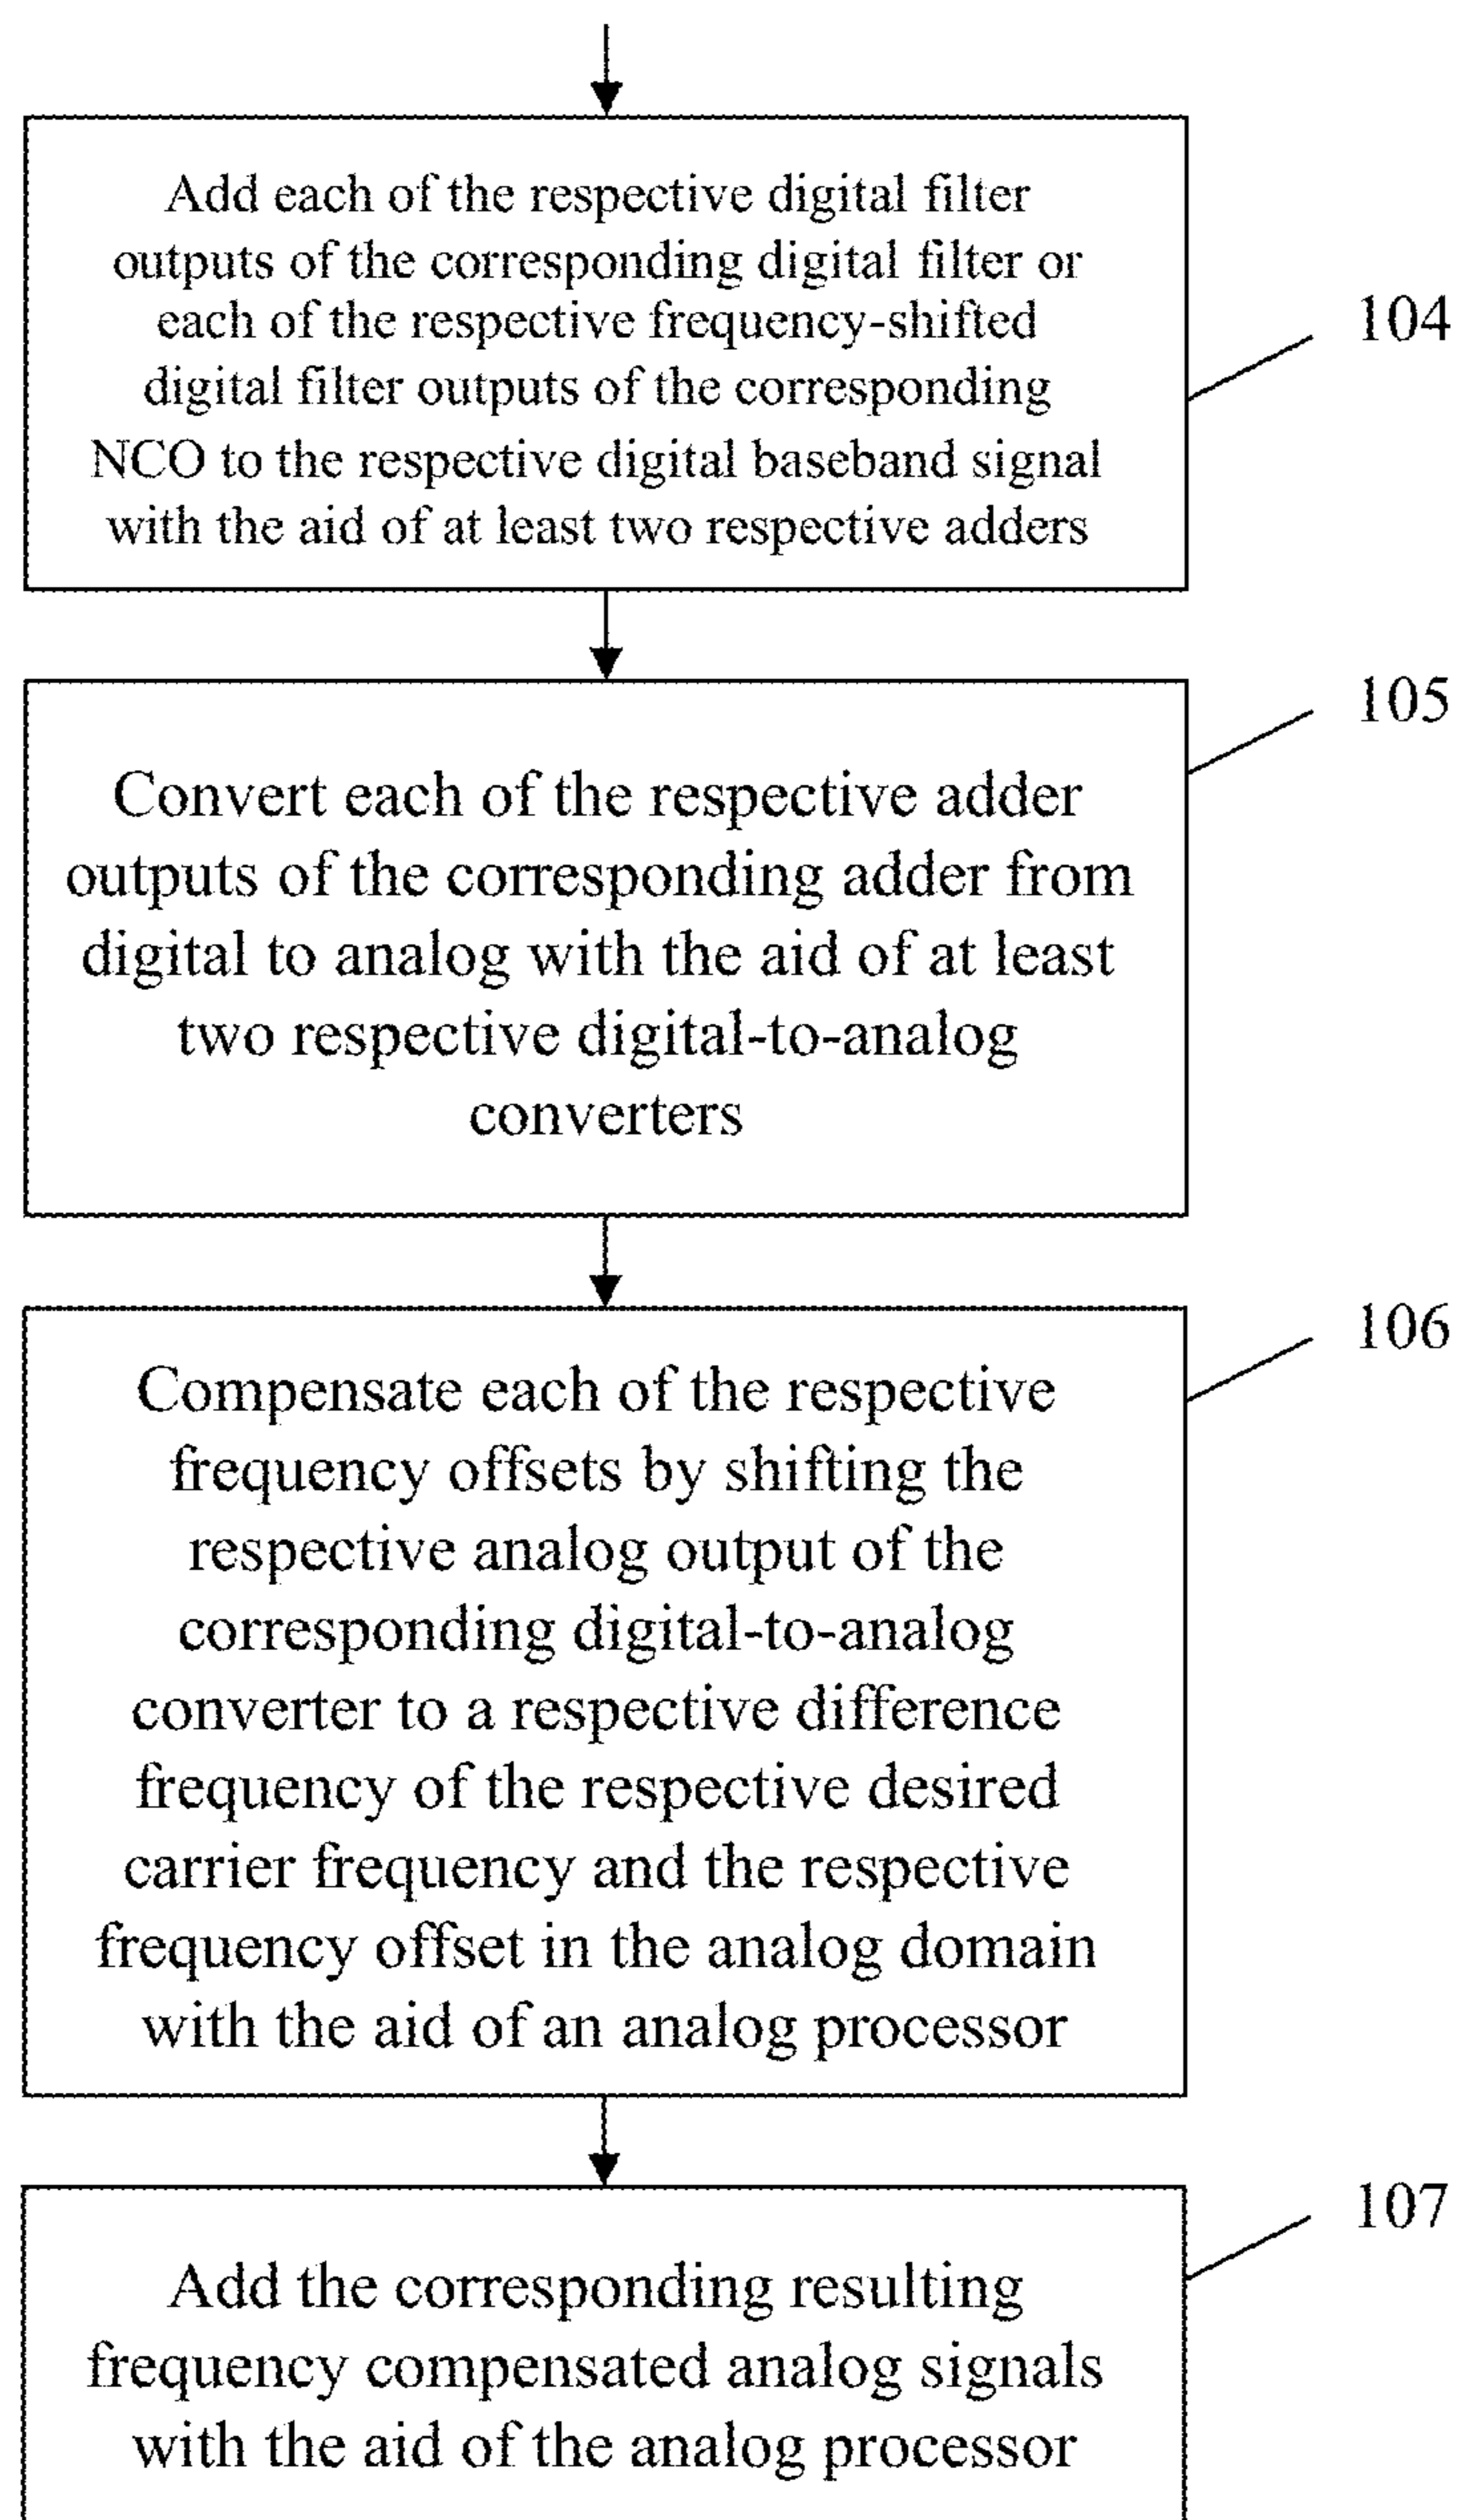 Add each of the respective digital filter
outputs of the corresponding digital filter or
each of the respective frequency-shifted
digital filter outputs of the corresponding
NCO to the respective digital baseband signal
with the aid of at least two respective adders
104
105
Convert each of the respective adder
outputs of the corresponding adder from
digital to analog with the aid of at least
two respective digital-to-analog
converters
106
Compensate each of the respective
frequency offsets by shifting the
respective analog output of the
corresponding digital-to-analog
converter to a respective difference
frequency of the respective desired
carrier frequency and the respective
frequency offset in the analog domain
with the aid of an analog processor
107
Add the corresponding resulting
frequency compensated analog signals
with the aid of the analog processor